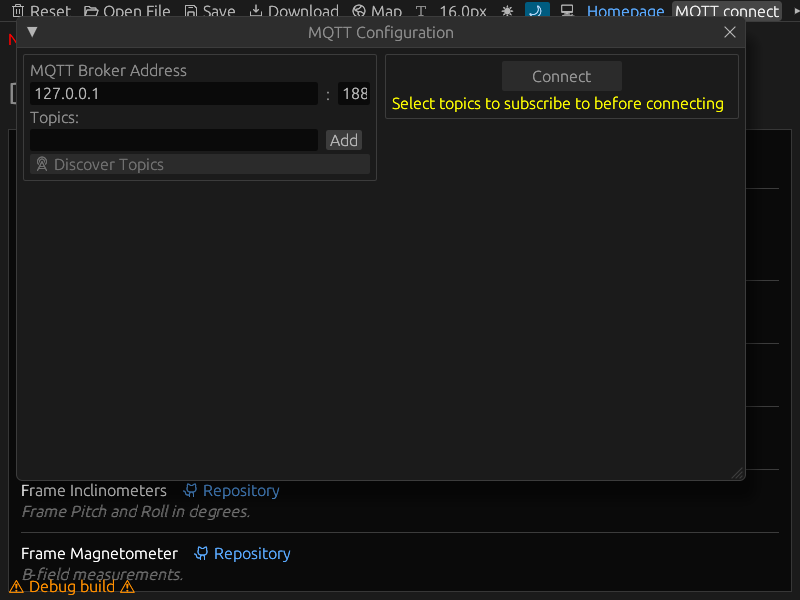 Reset Open File Save Download Map 16.0px Homepage MQTT connect
MQTT Configuration
MQTT Broker Address
127.0.0.1 : 188
Topics:
Add
Discover Topics
Connect
Select topics to subscribe to before connecting
Frame Inclinometers Repository
Frame Pitch and Roll in degrees.
Frame Magnetometer Repository
B-field measurements.
⚠ Debug build ⚠